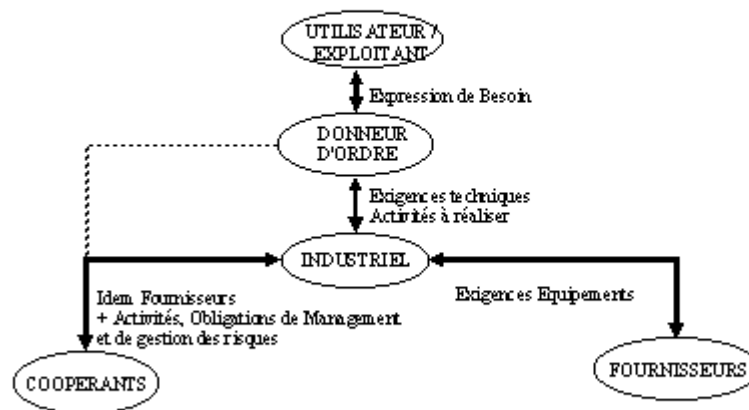 UTILISATEUR /
EXPLOITANT
Expression de Besoin
DONNEUR
D'ORDRE
Exigences techniques
Activités à réaliser
INDUSTRIEL
Idem Fournisseurs
+ Activités, Obligations de Management
et de gestion des risques
Exigences Equipements
COOPERANTS
FOURNISSEURS